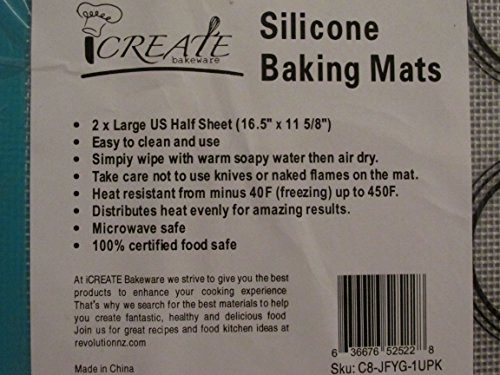 iCREATE
bakeware
Silicone
Baking Mats
• 2 x Large US Half Sheet (16.5" x 11 5/8")
• Easy to clean and use
• Simply wipe with warm soapy water then air dry.
• Take care not to use knives or naked flames on the mat.
• Heat resistant from minus 40F (freezing) up to 450F.
• Distributes heat evenly for amazing results.
• Microwave safe
• 100% certified food safe
At iCREATE Bakeware we strive to give you the best
products to enhance your cooking experience
That's why we search for the best materials to help
you create fantastic, healthy and delicious food
Join us for great recipes and food kitchen ideas at
revolutionnz.com
Made in China
6 36676 52522 8
Sku: C8-JFYG-1UPK